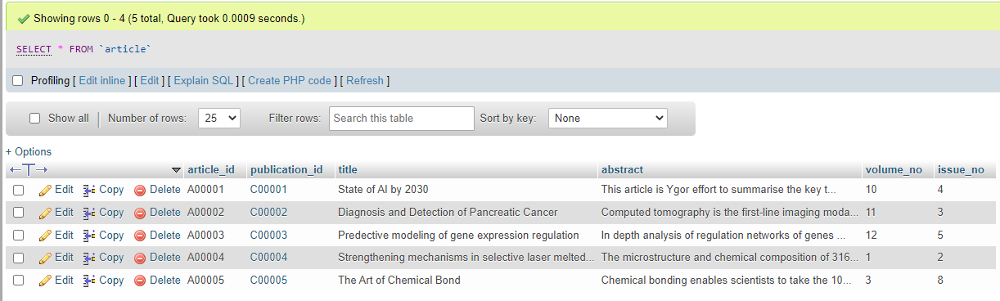 Showing rows 0 - 4 (5 total, Query took 0.0009 seconds.)
SELECT * FROM `article`
Profiling [ Edit inline ] [ Edit ] [ Explain SQL ] [ Create PHP code ] [ Refresh ]
Show all Number of rows: 25 Filter rows: Search this table Sort by key: None
+ Options
article_id publication_id title abstract volume_no issue_no
Edit Copy Delete A00001 C00001 State of AI by 2030 This article is Ygor effort to summarise the key t... 10 4
Edit Copy Delete A00002 C00002 Diagnosis and Detection of Pancreatic Cancer Computed tomography is the first-line imaging moda... 11 3
Edit Copy Delete A00003 C00003 Predective modeling of gene expression regulation In depth analysis of regulation networks of genes ... 12 5
Edit Copy Delete A00004 C00004 Strengthening mechanisms in selective laser melted... The microstructure and chemical composition of 316... 1 2
Edit Copy Delete A00005 C00005 The Art of Chemical Bond Chemical bonding enables scientists to take the 10... 3 8